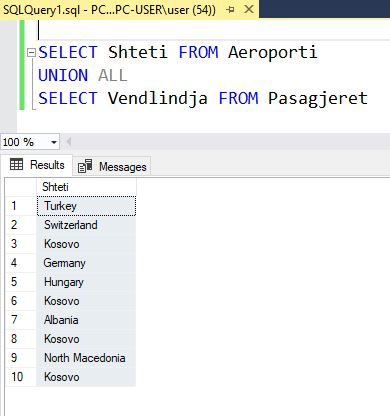 SQLQuery1.sql - PC...PC-USER\user (54))
SELECT Shteti FROM Aeroporti
UNION ALL
SELECT Vendlindja FROM Pasagjeret
100 %
Results Messages
Shteti
1 Turkey
2 Switzerland
3 Kosovo
4 Germany
5 Hungary
6 Kosovo
7 Albania
8 Kosovo
9 North Macedonia
10 Kosovo